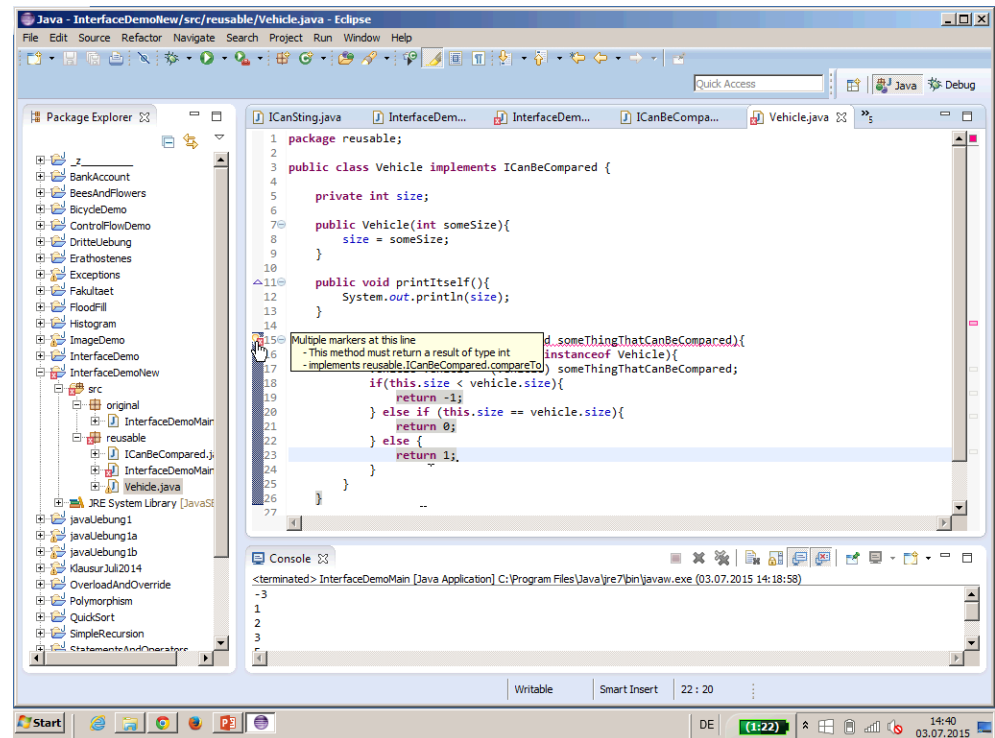 Java - InterfaceDemoNew/src/reusable/Vehicle.java - Eclipse
File Edit Source Refactor Navigate Search Project Run Window Help
Quick Access
Java
Debug
Package Explorer
_z_________
BankAccount
BeesAndFlowers
BicycleDemo
ControlFlowDemo
DritteUebung
Erathostenes
Exceptions
Fakultaet
FloodFill
Histogram
ImageDemo
InterfaceDemo
InterfaceDemoNew
src
original
InterfaceDemoMain
reusable
ICanBeCompared.j
InterfaceDemoMain
Vehicle.java
JRE System Library [JavaSE
javaUebung1
javaUebung1a
javaUebung1b
KlausurJuli2014
OverloadAndOverride
Polymorphism
QuickSort
SimpleRecursion
StatementsAndOperators
ICanSting.java
InterfaceDem...
InterfaceDem...
ICanBeCompa...
Vehicle.java
»5
1 package reusable;
2
3 public class Vehicle implements ICanBeCompared {
4
5 private int size;
6
7 public Vehicle(int someSize){
8 size = someSize;
9 }
10
11 public void printItself(){
12 System.out.println(size);
13 }
14
15 d someThingThatCanBeCompared){
Multiple markers at this line
- This method must return a result of type int
- implements reusable.ICanBeCompared.compareTo
16 instanceof Vehicle){
17 someThingThatCanBeCompared;
18 if(this.size < vehicle.size){
19 return -1;
20 } else if (this.size == vehicle.size){
21 return 0;
22 } else {
23 return 1;
24 }
25 }
26 }
27
Console
<terminated> InterfaceDemoMain [Java Application] C:\Program Files\Java\jre7\bin\javaw.exe (03.07.2015 14:18:58)
-3
1
2
3
Writable
Smart Insert
22 : 20
Start
DE
(1:22)
14:40
03.07.2015